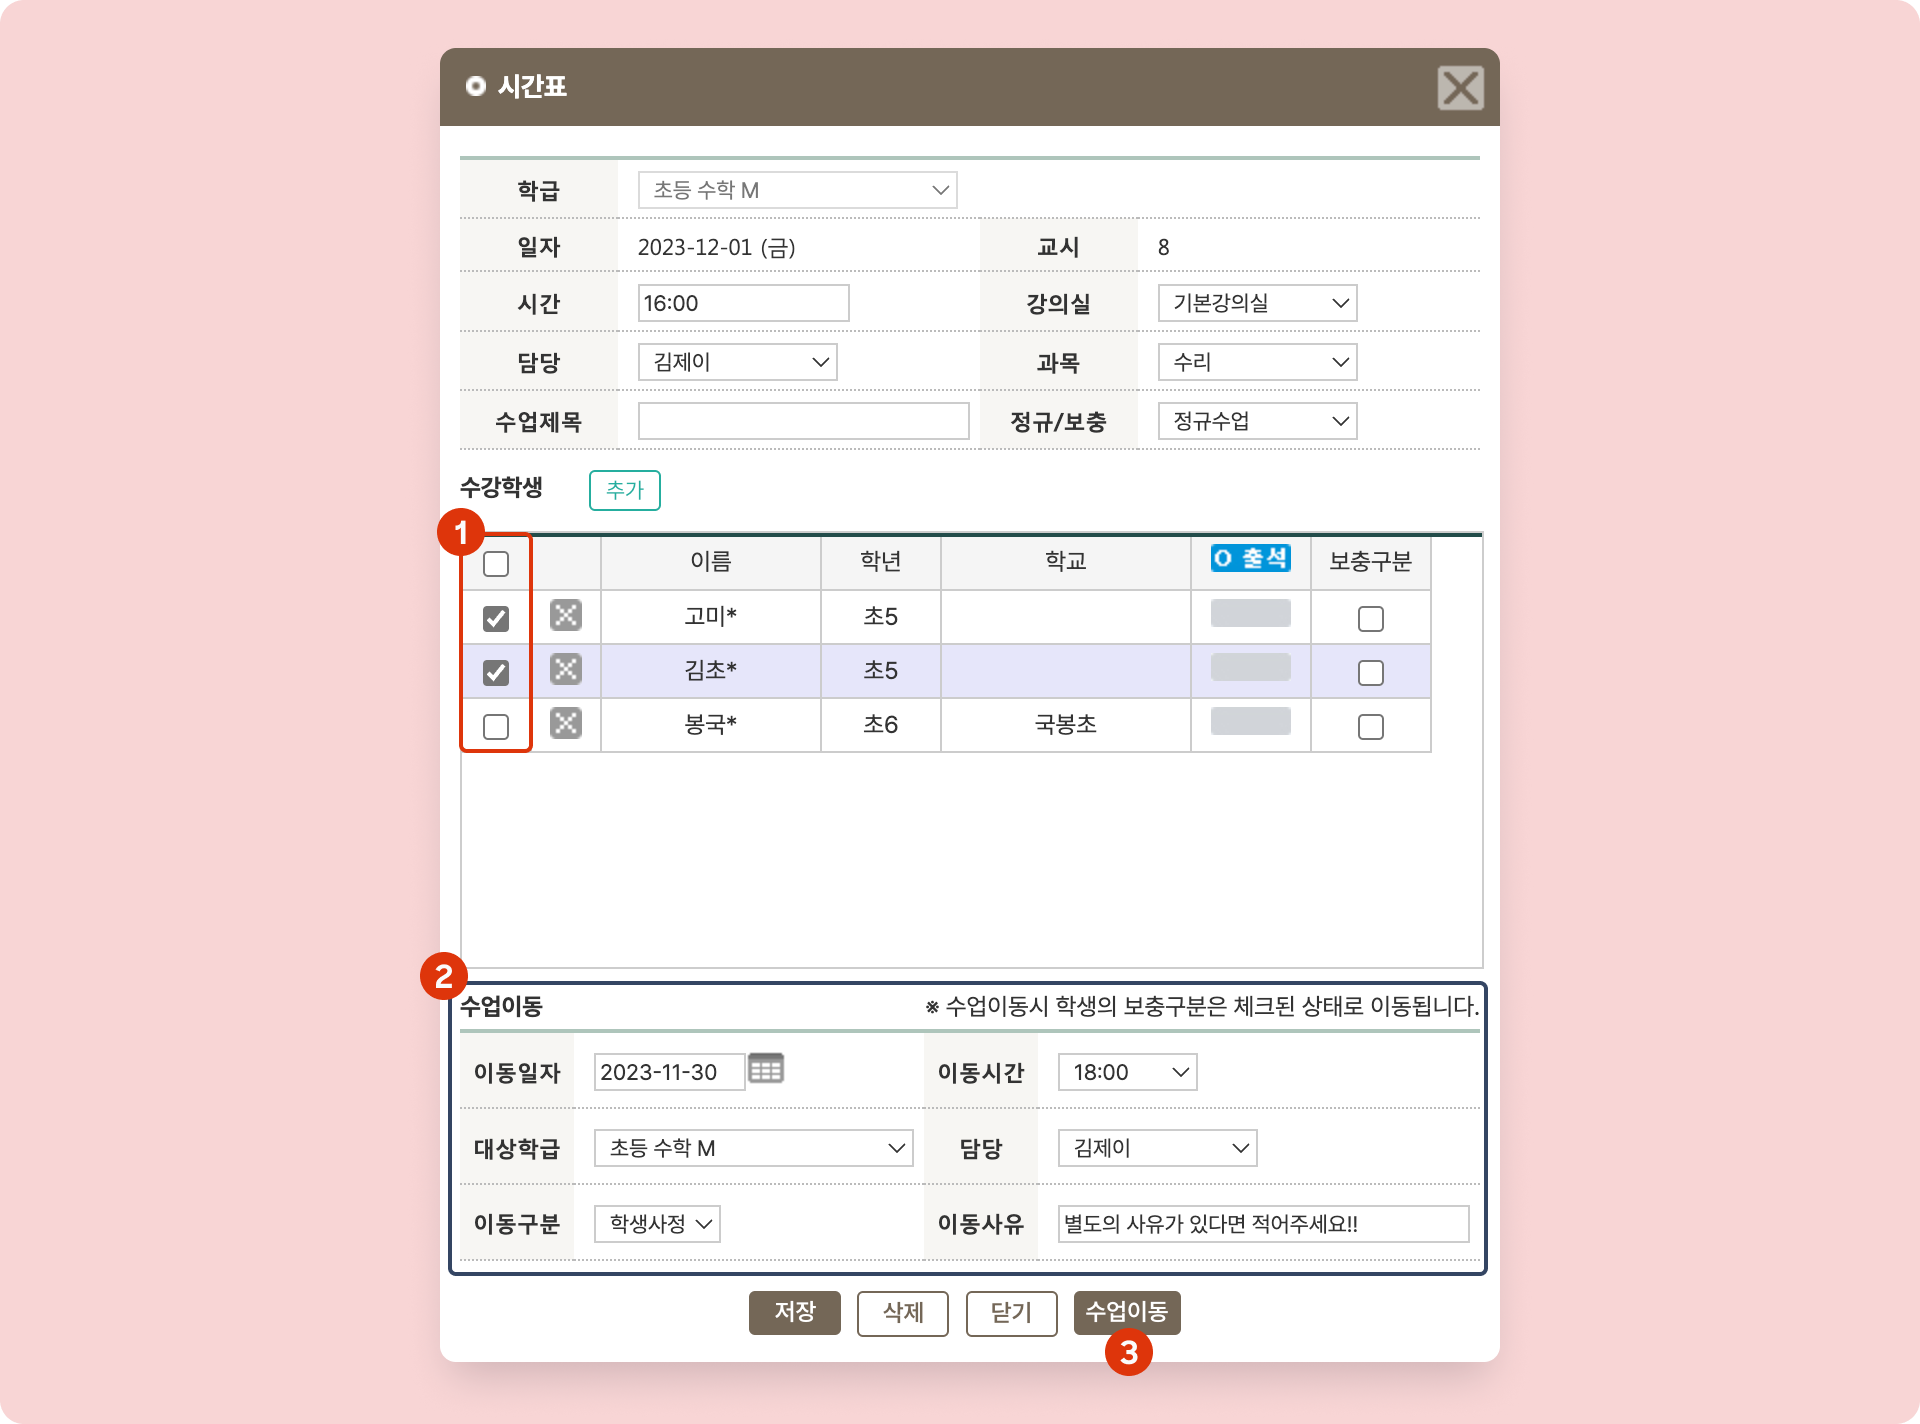 시간표
학급 초등 수학 M
일자 2023-12-01 (금) 교시 8
시간 16:00 강의실 기본강의실
담당 김제이 과목 수리
수업제목 정규/보충 정규수업
수강학생 추가
1
이름 학년 학교 O 출석 보충구분
고미* 초5
김초* 초5
봉국* 초6 국봉초
2
수업이동 ※ 수업이동시 학생의 보충구분은 체크된 상태로 이동됩니다.
이동일자 2023-11-30 이동시간 18:00
대상학급 초등 수학 M 담당 김제이
이동구분 학생사정 이동사유 별도의 사유가 있다면 적어주세요!!
저장 삭제 닫기 수업이동
3